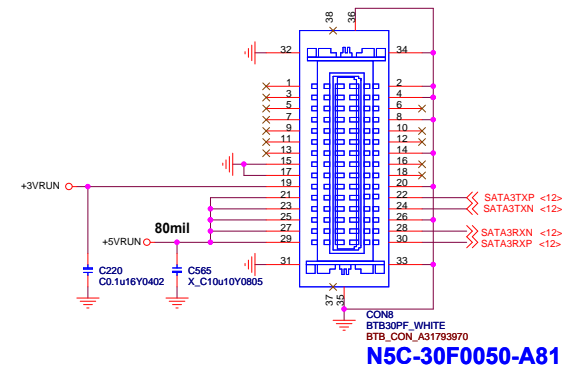 38
36
32
34
1
2
3
4
5
6
7
8
9
10
11
12
13
14
15
16
17
18
+3VRUN
19
20
21
22
SATA3TXP <12>
23
24
SATA3TXN <12>
25
26
80mil
27
28
SATA3RXN <12>
+5VRUN
29
30
SATA3RXP <12>
31
33
C220
C0.1u16Y0402
C565
X_C10u10Y0805
37
35
CON8
BTB30PF_WHITE
BTB_CON_A31793970
N5C-30F0050-A81